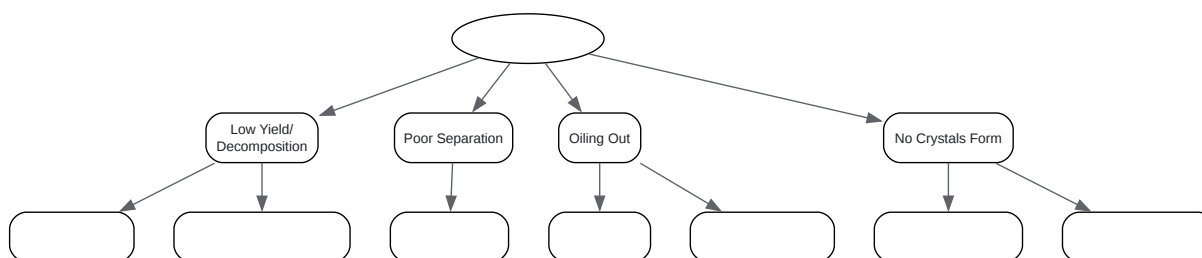 Low Yield/
Decomposition
Poor Separation
Oiling Out
No Crystals Form